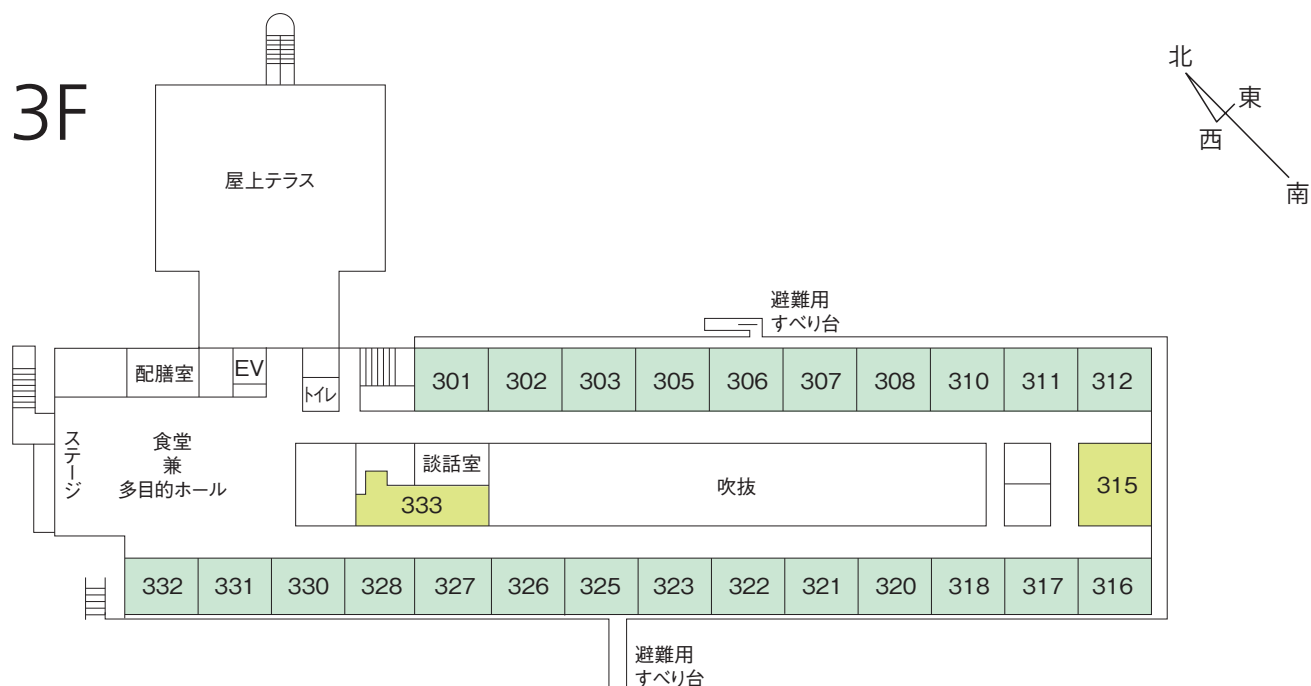 3F
北
東
西
南
屋上テラス
避難用
すべり台
配膳室
EV
トイレ
301
302
303
305
306
307
308
310
311
312
ステージ
食堂
兼
多目的ホール
談話室
333
吹抜
315
332
331
330
328
327
326
325
323
322
321
320
318
317
316
避難用
すべり台